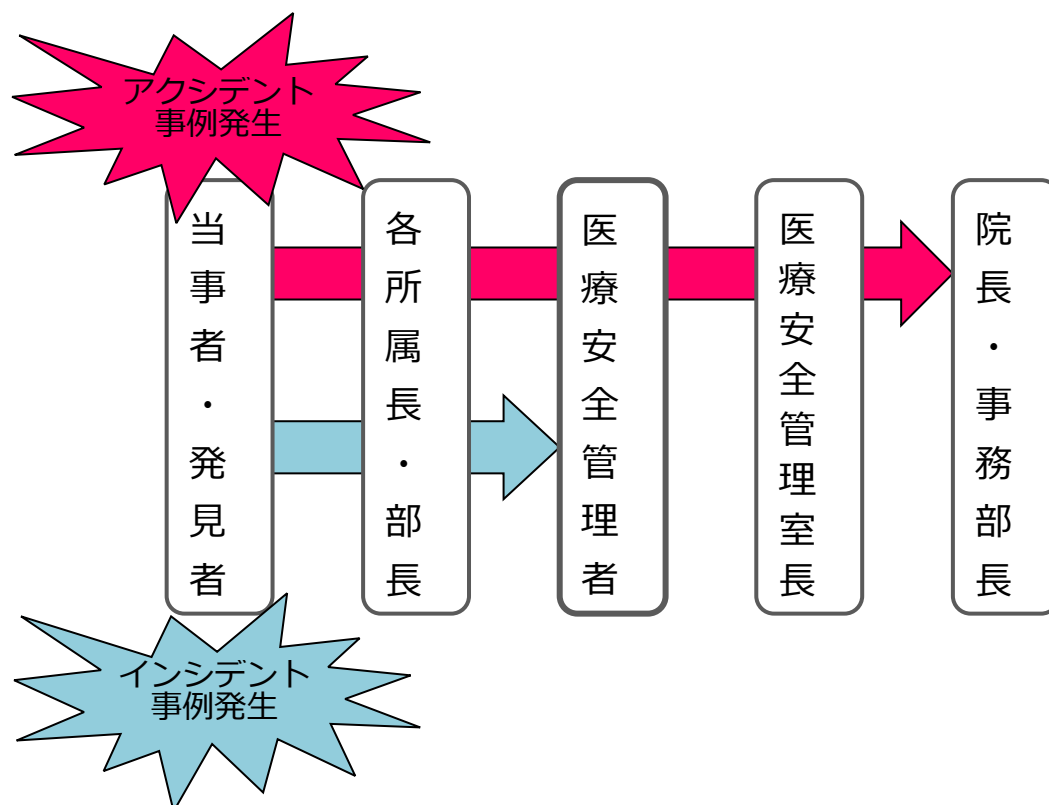 アクシデント
事例発生
当事者・発見者
各所属長・部長
医療安全管理者
医療安全管理室長
院長・事務部長
インシデント
事例発生